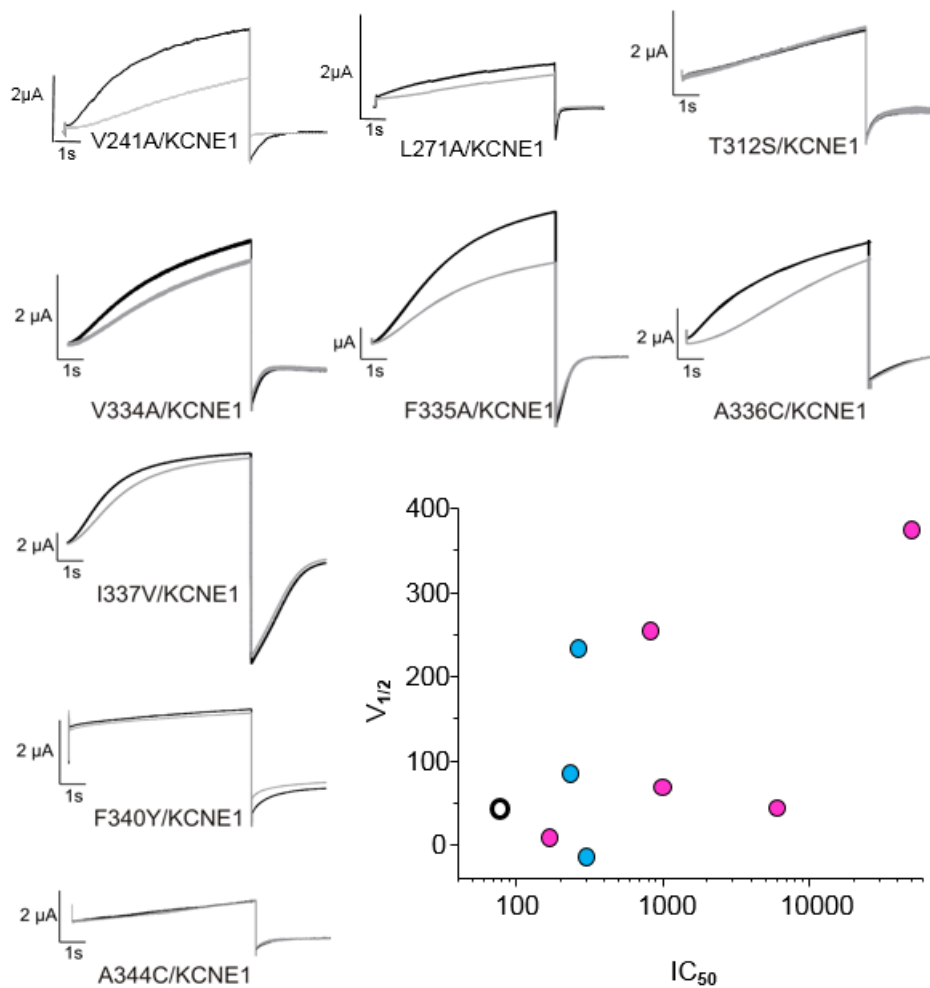 2µA
1s
V241A/KCNE1
2µA
1s
L271A/KCNE1
2 µA
1s
T312S/KCNE1
2 µA
1s
V334A/KCNE1
µA
1s
F335A/KCNE1
2 µA
1s
A336C/KCNE1
2 µA
1s
I337V/KCNE1
2 µA
1s
F340Y/KCNE1
2 µA
1s
A344C/KCNE1
400
300
200
100
0
V1/2
100 1000 10000
IC50